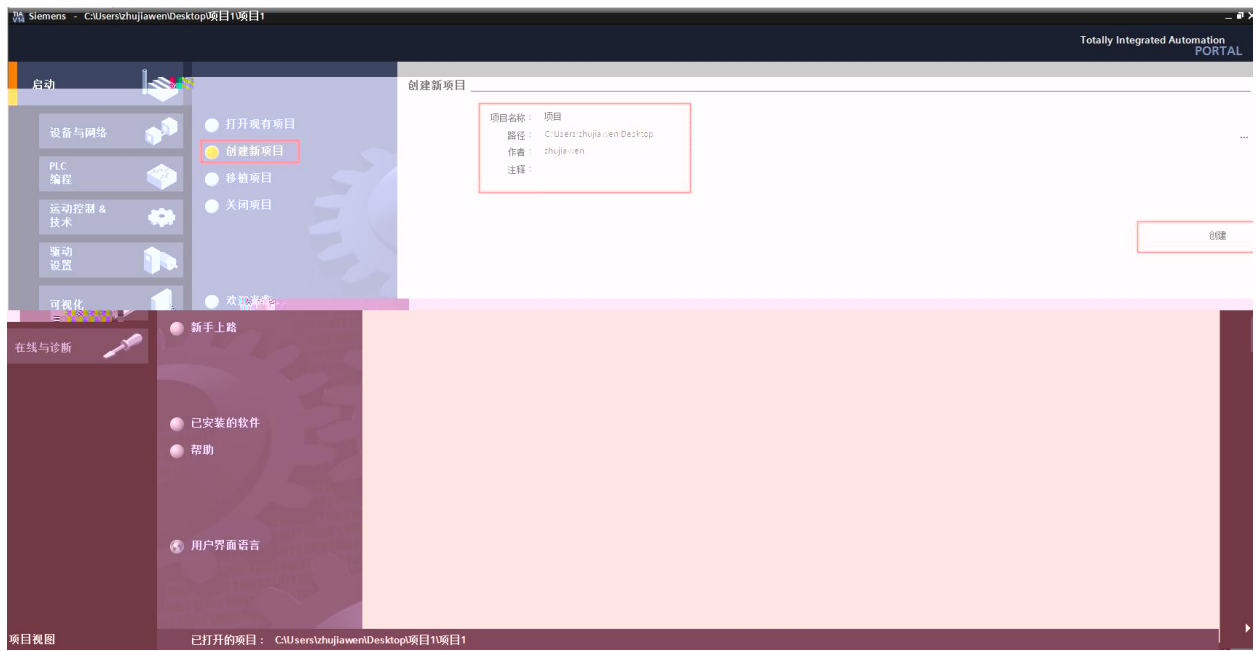 Siemens - C:\Users\zhujiawen\Desktop\项目1\项目1
Totally Integrated Automation
PORTAL
启动
设备与网络
PLC
编程
运动控制 &
技术
驱动
设置
可视化
在线与诊断
打开现有项目
创建新项目
移植项目
关闭项目
新手上路
已安装的软件
帮助
用户界面语言
创建新项目
项目名称: 项目
路径: C:\Users\zhujiawen\Desktop
作者: zhujiawen
注释:
...
创建
项目视图
已打开的项目: C:\Users\zhujiawen\Desktop\项目1\项目1